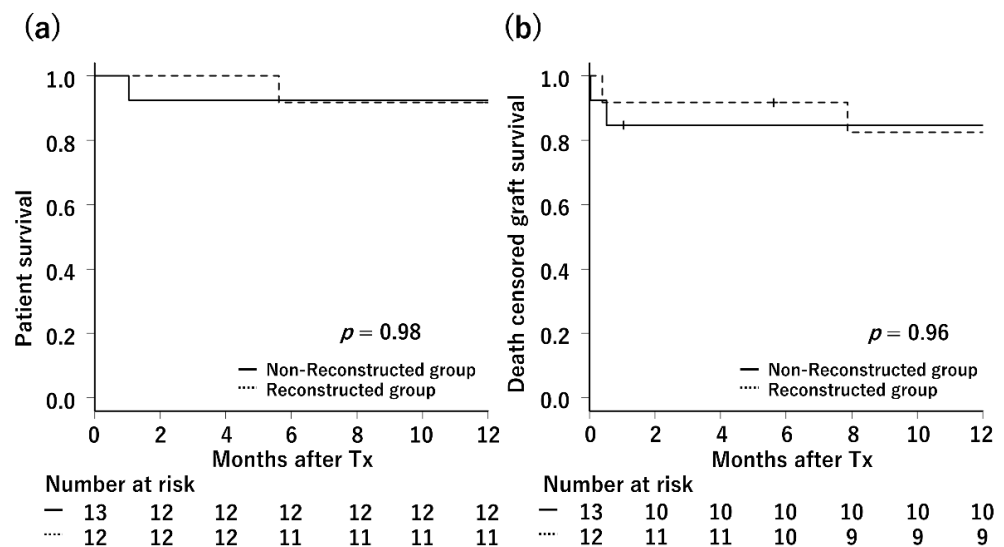 (a)
Patient survival
1.0
0.8
0.6
0.4
0.2
0.0
p = 0.98
Non-Reconstructed group
Reconstructed group
0 2 4 6 8 10 12
Months after Tx
Number at risk
13 12 12 12 12 12 12
12 12 12 11 11 11 11
(b)
Death censored graft survival
1.0
0.8
0.6
0.4
0.2
0.0
p = 0.96
Non-Reconstructed group
Reconstructed group
0 2 4 6 8 10 12
Months after Tx
Number at risk
13 10 10 10 10 10 10
12 11 11 10 9 9 9